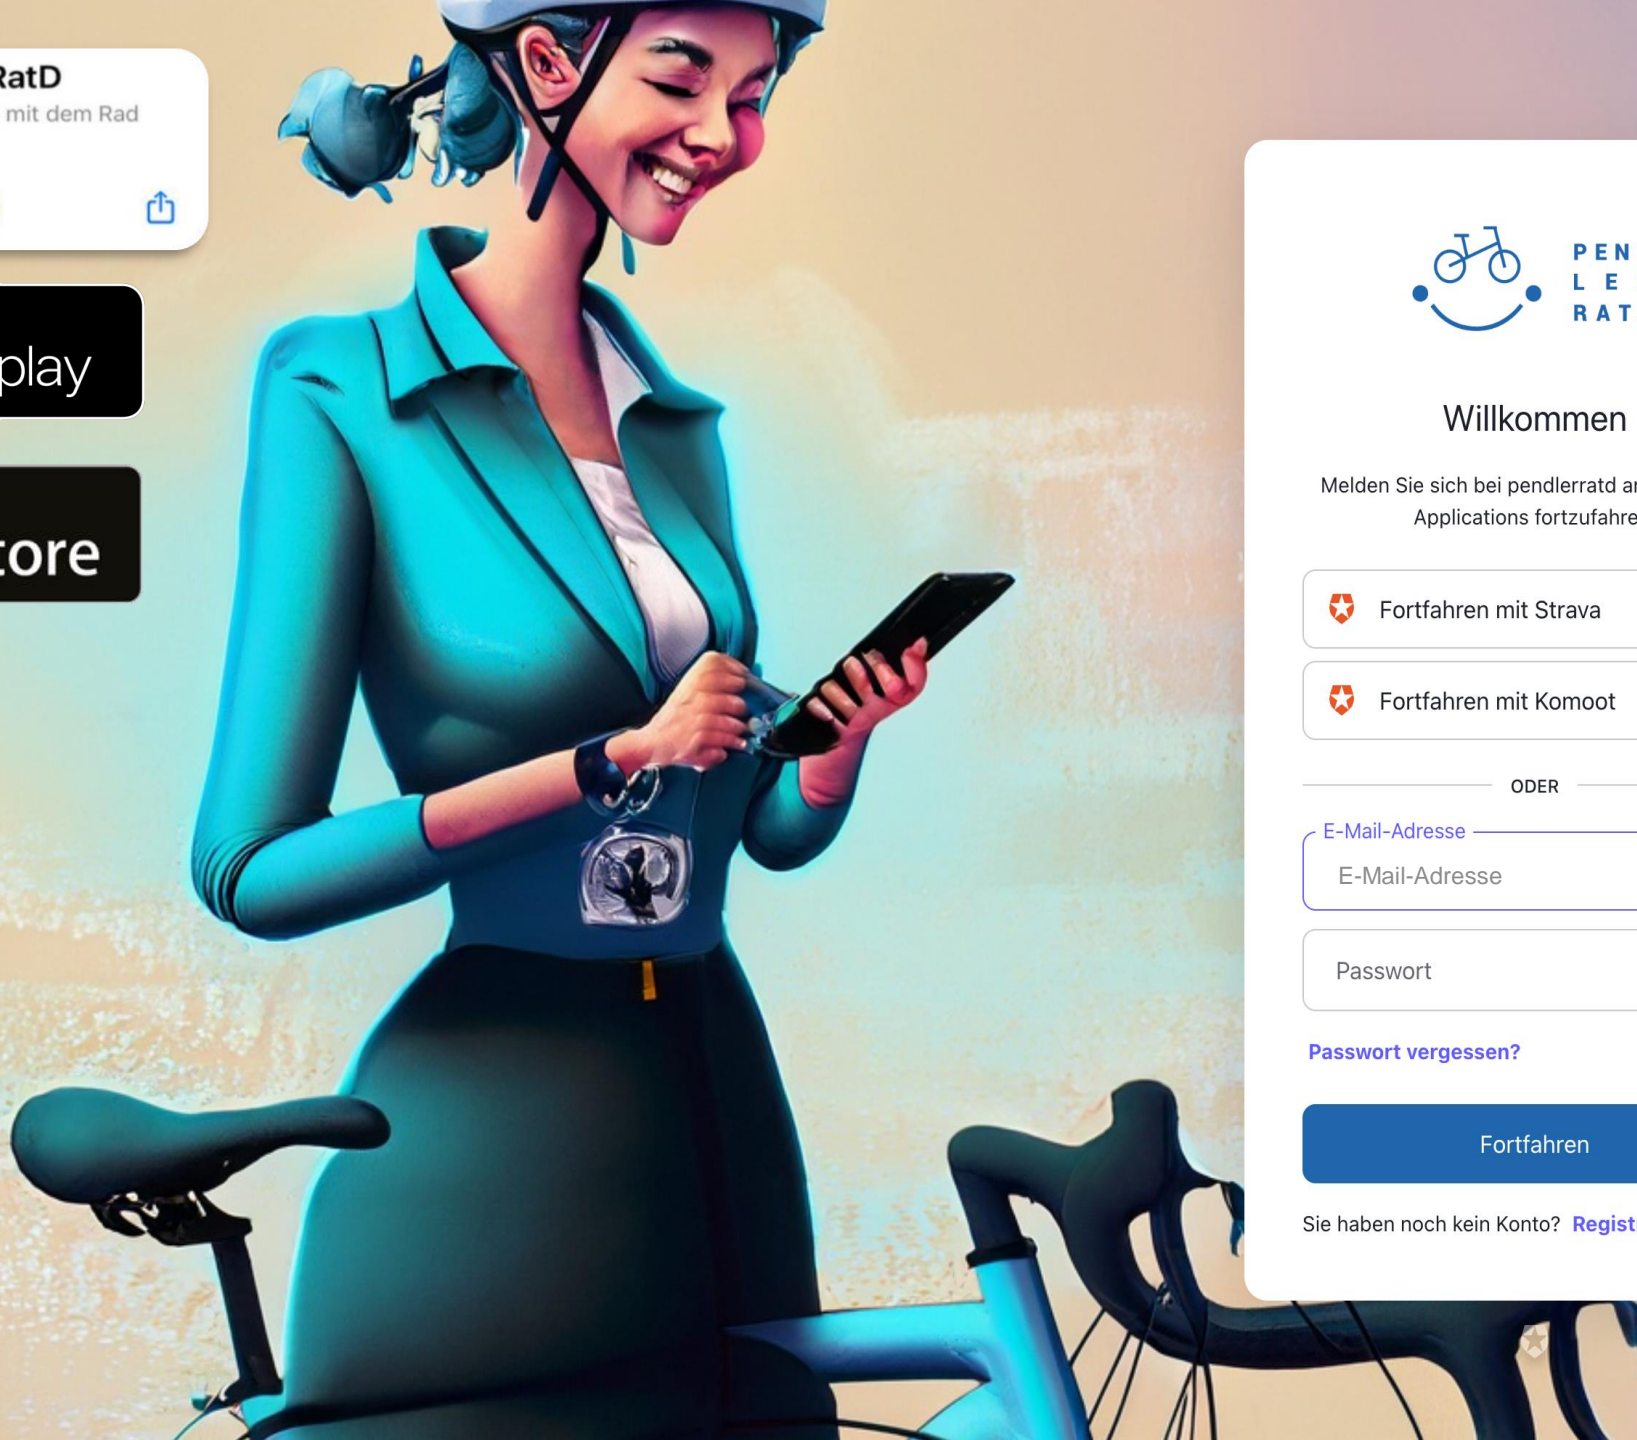 RatD
mit dem Rad
play
tore
PEN
L E
RAT
Willkommen
Melden Sie sich bei pendlerratd
Applications fortzufahre
Fortfahren mit Strava
Fortfahren mit Komoot
ODER
E-Mail-Adresse
E-Mail-Adresse
Passwort
Passwort vergessen?
Fortfahren
Sie haben noch kein Konto? Regist